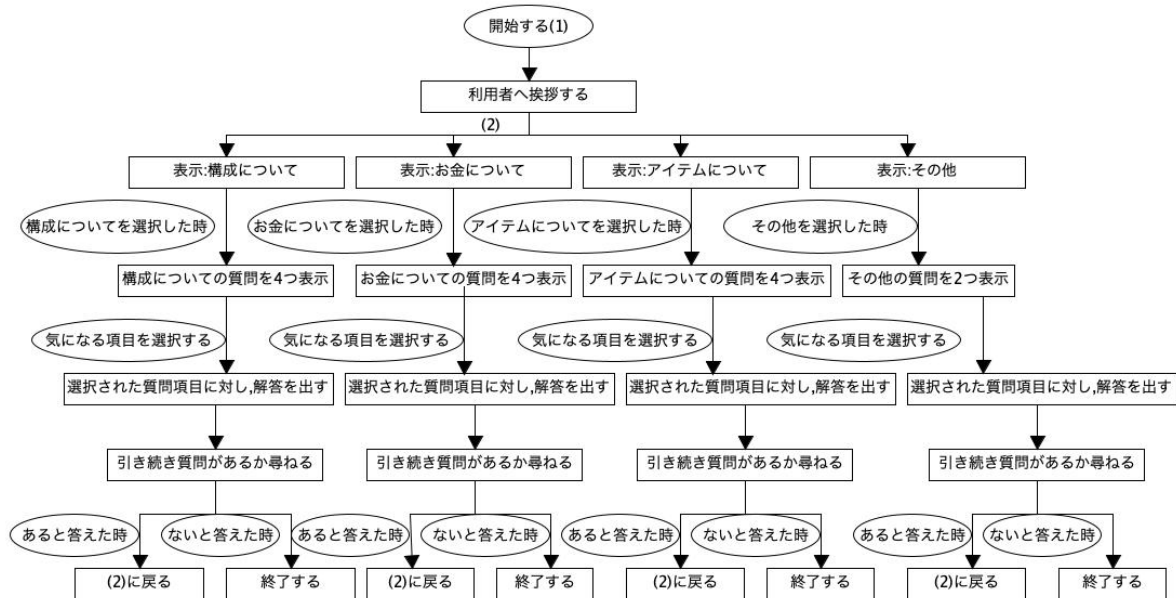 開始する(1)
利用者へ挨拶する
(2)
表示:構成について
表示:お金について
表示:アイテムについて
表示:その他
構成についてを選択した時
お金についてを選択した時
アイテムについてを選択した時
その他を選択した時
構成についての質問を4つ表示
お金についての質問を4つ表示
アイテムについての質問を4つ表示
その他の質問を2つ表示
気になる項目を選択する
気になる項目を選択する
気になる項目を選択する
気になる項目を選択する
選択された質問項目に対し,解答を出す
選択された質問項目に対し,解答を出す
選択された質問項目に対し,解答を出す
選択された質問項目に対し,解答を出す
引き続き質問があるか尋ねる
引き続き質問があるか尋ねる
引き続き質問があるか尋ねる
引き続き質問があるか尋ねる
あると答えた時
ないと答えた時
あると答えた時
ないと答えた時
あると答えた時
ないと答えた時
あると答えた時
ないと答えた時
(2)に戻る
終了する
(2)に戻る
終了する
(2)に戻る
終了する
(2)に戻る
終了する